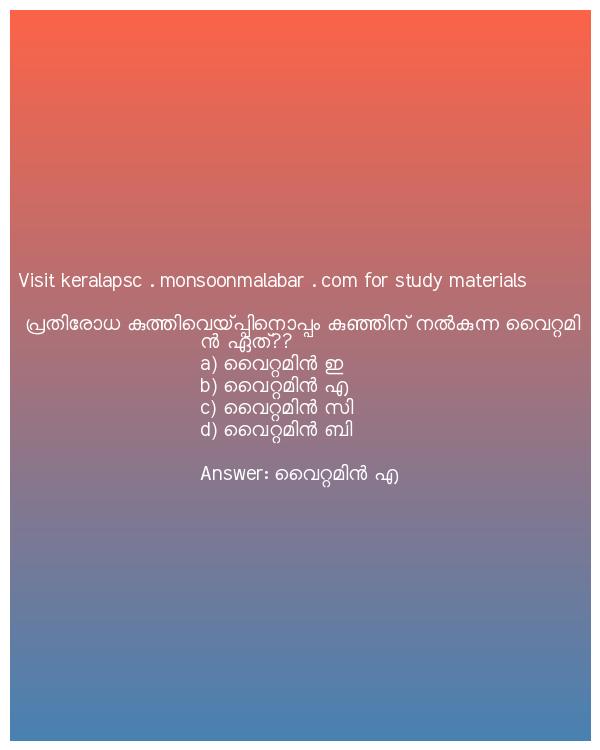 Visit keralapsc . monsoonmalabar . com for study materials
പ്രതിരോധ കുത്തിവെയ്പ്പിനൊപ്പം കുഞ്ഞിന് നൽകുന്ന വൈറ്റമി
ൻ ഏത്??
a) വൈറ്റമിൻ ഇ
b) വൈറ്റമിൻ എ
c) വൈറ്റമിൻ സി
d) വൈറ്റമിൻ ബി
Answer: വൈറ്റമിൻ എ